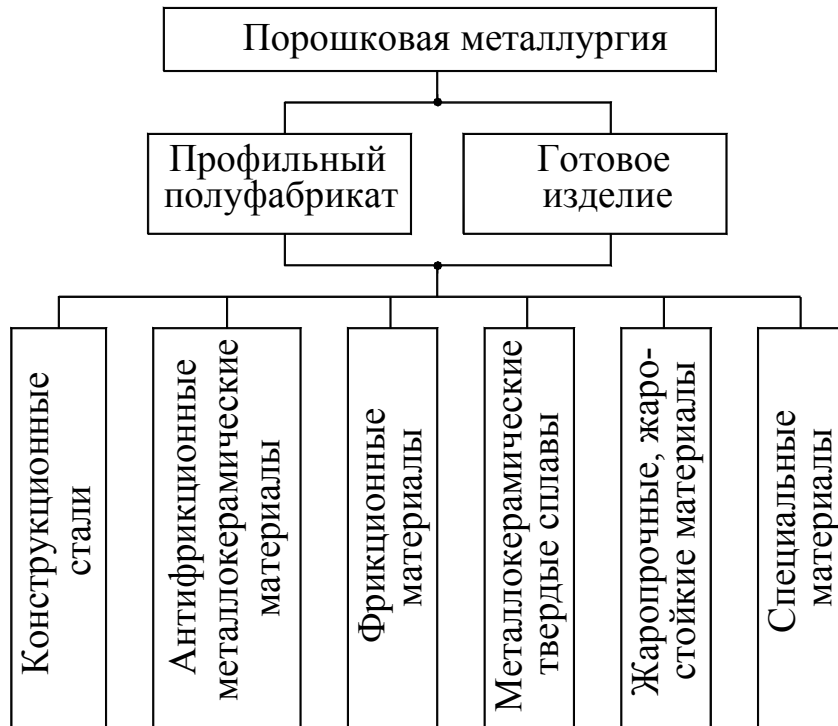 Порошковая металлургия
Профильный
полуфабрикат
Готовое
изделие
Конструкционные
стали
Антифрикционные
металлокерамические
материалы
Фрикционные
материалы
Металлокерамические
твердые сплавы
Жаропрочные, жаро-
стойкие материалы
Специальные
материалы